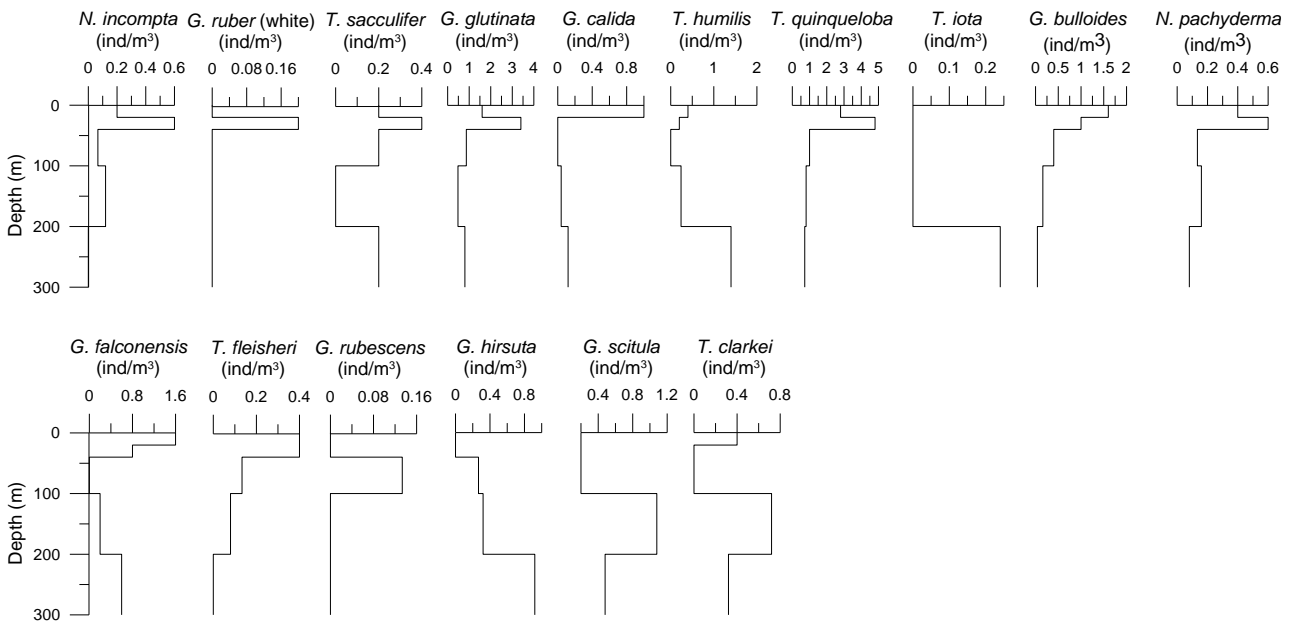 N. incompta G. ruber (white) T. sacculifer G. glutinata G. calida T. humilis T. quinqueloba T. iota G. bulloides N. pachyderma
(ind/m³) (ind/m³) (ind/m³) (ind/m³) (ind/m³) (ind/m³) (ind/m³) (ind/m³) (ind/m³) (ind/m³)
0 0.2 0.4 0.6 0 0.08 0.16 0 0.2 0.4 0 1 2 3 4 0 0.4 0.8 0 1 2 0 1 2 3 4 5 0 0.1 0.2 0 0.5 1 1.5 2 0 0.2 0.4 0.6
0
100
200
300
Depth (m)
G. falconensis T. fleisheri G. rubescens G. hirsuta G. scitula T. clarkei
(ind/m³) (ind/m³) (ind/m³) (ind/m³) (ind/m³) (ind/m³)
0 0.8 1.6 0 0.2 0.4 0 0.08 0.16 0 0.4 0.8 0.4 0.8 1.2 0 0.4 0.8
0
100
200
300
Depth (m)